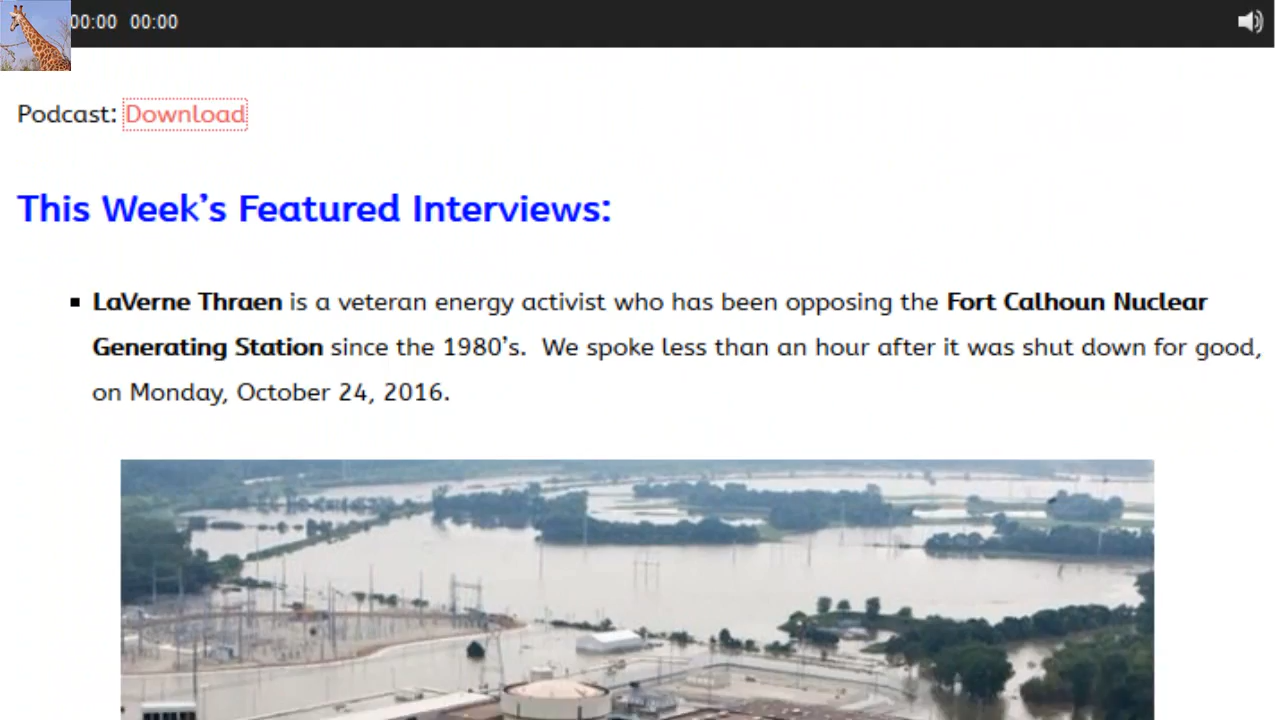 00:00 00:00
Podcast: Download
This Week’s Featured Interviews:
LaVerne Thraen is a veteran energy activist who has been opposing the Fort Calhoun Nuclear
Generating Station since the 1980’s.  We spoke less than an hour after it was shut down for good,
on Monday, October 24, 2016.